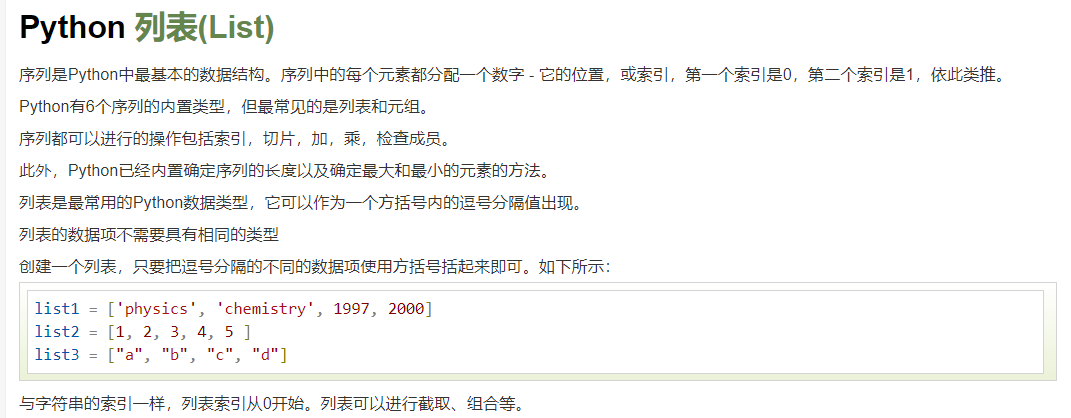 Python 列表(List)
序列是Python中最基本的数据结构。序列中的每个元素都分配一个数字 - 它的位置，或索引，第一个索引是0，第二个索引是1，依此类推。
Python有6个序列的内置类型，但最常见的是列表和元组。
序列都可以进行的操作包括索引，切片，加，乘，检查成员。
此外，Python已经内置确定序列的长度以及确定最大和最小的元素的方法。
列表是最常用的Python数据类型，它可以作为一个方括号内的逗号分隔值出现。
列表的数据项不需要具有相同的类型
创建一个列表，只要把逗号分隔的不同的数据项使用方括号括起来即可。如下所示：
list1 = ['physics', 'chemistry', 1997, 2000]
list2 = [1, 2, 3, 4, 5 ]
list3 = ["a", "b", "c", "d"]
与字符串的索引一样，列表索引从0开始。列表可以进行截取、组合等。